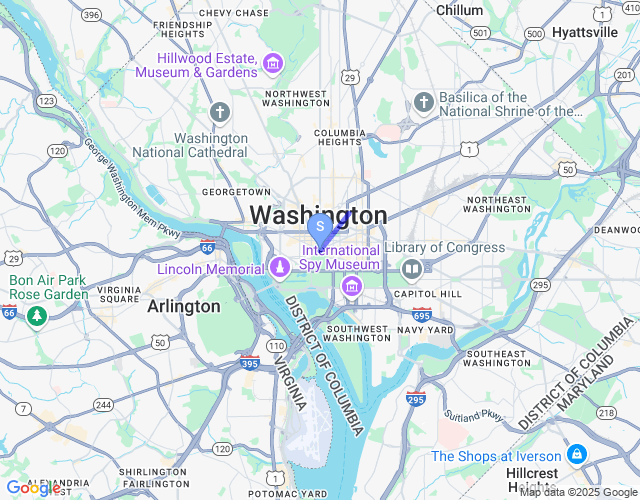 CHEVY CHASE
Chillum
1
FRIENDSHIP
HEIGHTS
500
501
Hyattsville
Hillwood Estate,
Museum & Gardens
29
NORTHWEST
WASHINGTON
123
Basilica of the
National Shrine of the...
Washington
National Cathedral
COLUMBIA
HEIGHTS
120
1
50
George Washington Mem Pkwy
GEORGETOWN
NORTHEAST
WASHINGTON
Washington
S
DEANWOOD
66
29
International
Spy Museum
Library of Congress
Lincoln Memorial
Bon Air Park
Rose Garden
VIRGINIA
SQUARE
295
CAPITOL HILL
Arlington
66
695
50
SOUTHWEST
WASHINGTON
NAVY YARD
110
395
SOUTHEAST
WASHINGTON
DISTRICT OF COLUMBIA
VIRGINIA
DISTRICT OF COLUMBIA
MARYLAND
295
244
7
Suitland Pkwy
218
120
The Shops at Iverson
SHIRLINGTON
FAIRLINGTON
1
Hillcrest
Heights
Google
ALEXANDRIA
WEST
POTOMAC YARD
Map data ©2025 Google